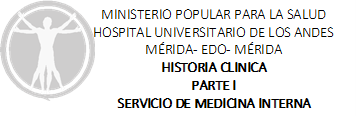 MINISTERIO POPULAR PARA LA SALUD
HOSPITAL UNIVERSITARIO DE LOS ANDES
MÉRIDA- EDO- MÉRIDA
HISTORIA CLINICA
PARTE I
SERVICIO DE MEDICINA INTERNA